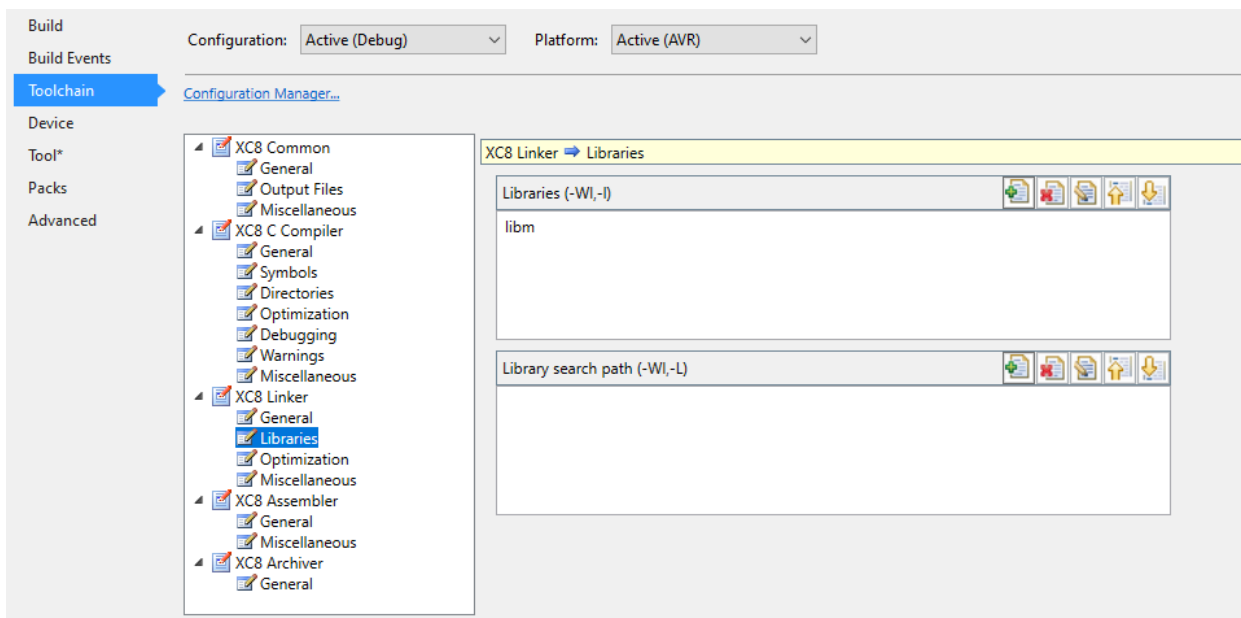 Build
Build Events
Toolchain
Device
Tool*
Packs
Advanced
Configuration: Active (Debug) Platform: Active (AVR)
Configuration Manager...
XC8 Common
General
Output Files
Miscellaneous
XC8 C Compiler
General
Symbols
Directories
Optimization
Debugging
Warnings
Miscellaneous
XC8 Linker
General
Libraries
Optimization
Miscellaneous
XC8 Assembler
General
Miscellaneous
XC8 Archiver
General
XC8 Linker ➡ Libraries
Libraries (-Wl,-l)
libm
Library search path (-Wl,-L)